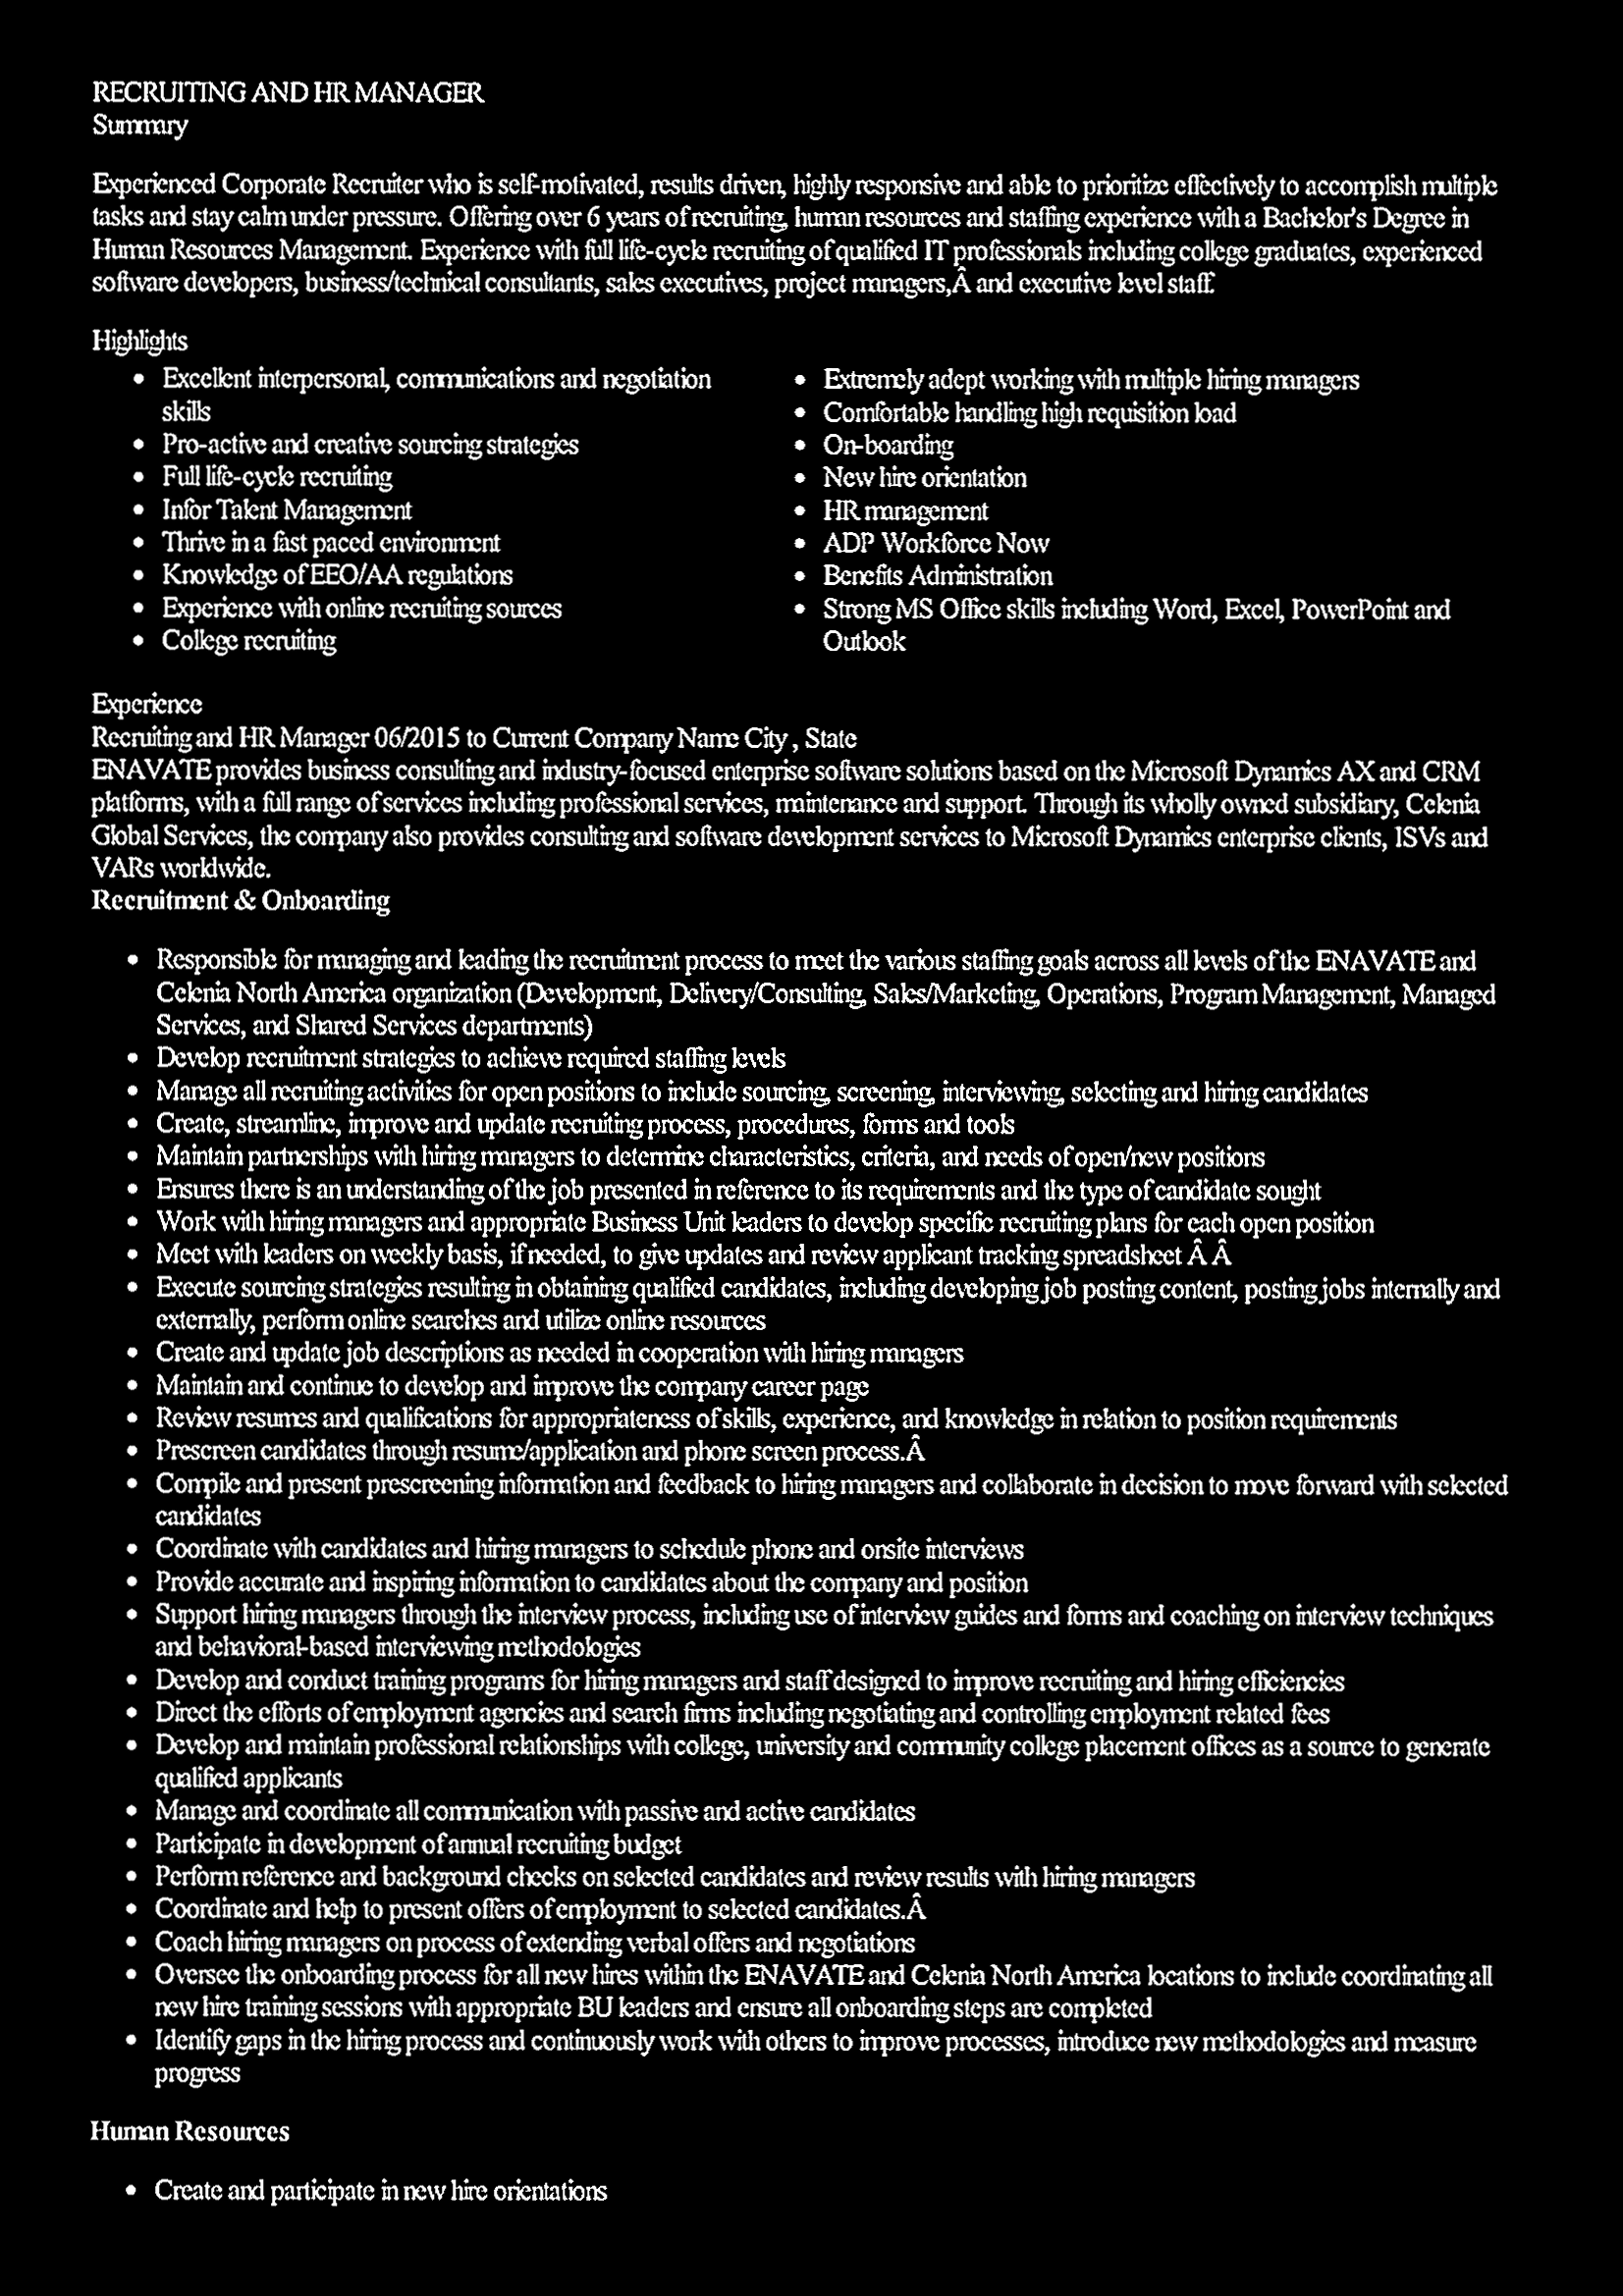 RECRUITING AND HR MANAGER
Summary
Experienced Corporate Recruiter who is self-motivated, results driven, highly responsive and able to prioritize effectively to accomplish multiple
tasks and stay calm under pressure. Offering over 6 years of recruiting, human resources and staffing experience with a Bachelor's Degree in
Human Resources Management. Experience with full life-cycle recruiting of qualified IT professionals including college graduates, experienced
software developers, business/technical consultants, sales executives, project managers,Â and executive level staff.
Highlights
• Excellent interpersonal, communications and negotiation
skills
• Pro-active and creative sourcing strategies
• Full life-cycle recruiting
• Infor Talent Management
• Thrive in a fast paced environment
• Knowledge of EEO/AA regulations
• Experience with online recruiting sources
• College recruiting
• Extremely adept working with multiple hiring managers
• Comfortable handling high requisition load
• On-boarding
• New hire orientation
• HR management
• ADP Workforce Now
• Benefits Administration
• Strong MS Office skills including Word, Excel, PowerPoint and
Outlook
Experience
Recruiting and HR Manager 06/2015 to Current Company Name City , State
ENAVATE provides business consulting and industry-focused enterprise software solutions based on the Microsoft Dynamics AX and CRM
platforms, with a full range of services including professional services, maintenance and support. Through its wholly owned subsidiary, Celenia
Global Services, the company also provides consulting and software development services to Microsoft Dynamics enterprise clients, ISVs and
VARs worldwide.
Recruitment & Onboarding
• Responsible for managing and leading the recruitment process to meet the various staffing goals across all levels of the ENAVATE and
Celenia North America organization (Development, Delivery/Consulting, Sales/Marketing, Operations, Program Management, Managed
Services, and Shared Services departments)
• Develop recruitment strategies to achieve required staffing levels
• Manage all recruiting activities for open positions to include sourcing, screening, interviewing, selecting and hiring candidates
• Create, streamline, improve and update recruiting process, procedures, forms and tools
• Maintain partnerships with hiring managers to determine characteristics, criteria, and needs of open/new positions
• Ensures there is an understanding of the job presented in reference to its requirements and the type of candidate sought
• Work with hiring managers and appropriate Business Unit leaders to develop specific recruiting plans for each open position
• Meet with leaders on weekly basis, if needed, to give updates and review applicant tracking spreadsheet Â Â
• Execute sourcing strategies resulting in obtaining qualified candidates, including developing job posting content, posting jobs internally and
externally, perform online searches and utilize online resources
• Create and update job descriptions as needed in cooperation with hiring managers
• Maintain and continue to develop and improve the company career page
• Review resumes and qualifications for appropriateness of skills, experience, and knowledge in relation to position requirements
• Prescreen candidates through resume/application and phone screen process.Â
• Compile and present prescreening information and feedback to hiring managers and collaborate in decision to move forward with selected
candidates
• Coordinate with candidates and hiring managers to schedule phone and onsite interviews
• Provide accurate and inspiring information to candidates about the company and position
• Support hiring managers through the interview process, including use of interview guides and forms and coaching on interview techniques
and behavioral-based interviewing methodologies
• Develop and conduct training programs for hiring managers and staff designed to improve recruiting and hiring efficiencies
• Direct the efforts of employment agencies and search firms including negotiating and controlling employment related fees
• Develop and maintain professional relationships with college, university and community college placement offices as a source to generate
qualified applicants
• Manage and coordinate all communication with passive and active candidates
• Participate in development of annual recruiting budget
• Perform reference and background checks on selected candidates and review results with hiring managers
• Coordinate and help to present offers of employment to selected candidates.Â
• Coach hiring managers on process of extending verbal offers and negotiations
• Oversee the onboarding process for all new hires within the ENAVATE and Celenia North America locations to include coordinating all
new hire training sessions with appropriate BU leaders and ensure all onboarding steps are completed
• Identify gaps in the hiring process and continuously work with others to improve processes, introduce new methodologies and measure
progress
Human Resources
• Create and participate in new hire orientations